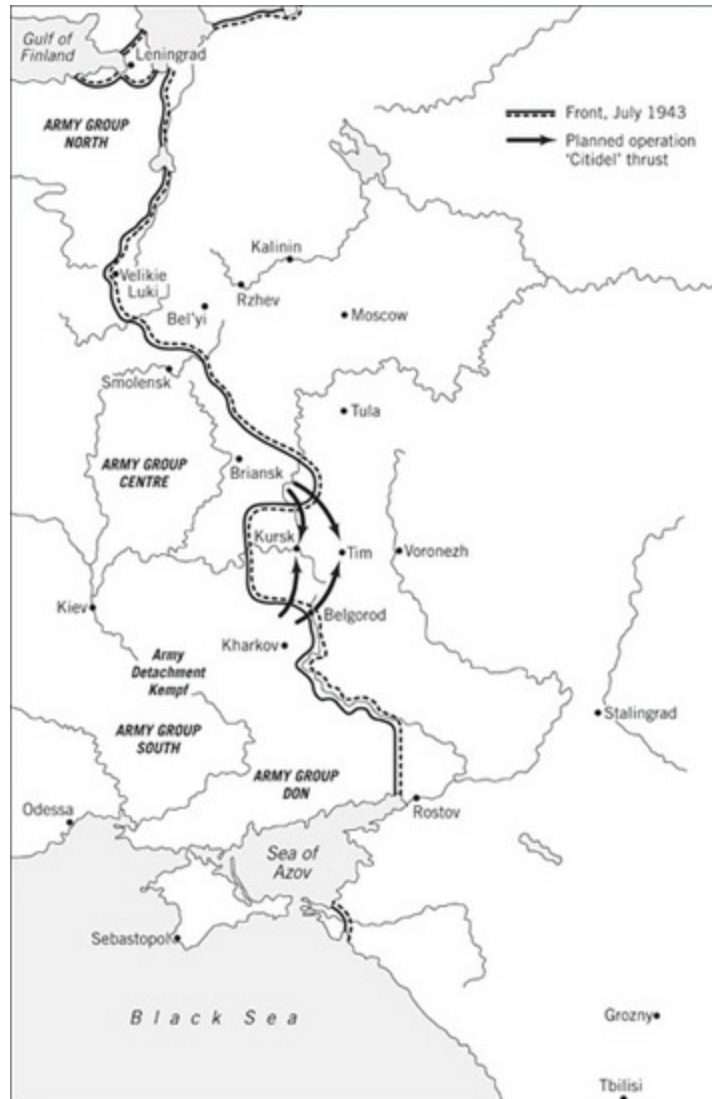 Gulf of
Finland
Leningrad
ARMY GROUP
NORTH
Front, July 1943
Planned operation
'Citidel' thrust
Kalinin
Velikie
Luki
Rzhev
Bel'yi
Moscow
Smolensk
Tula
ARMY GROUP
CENTRE
Briansk
Kursk
Tim
Voronezh
Kiev
Belgorod
Kharkov
Army
Detachment
Kempf
Stalingrad
ARMY GROUP
SOUTH
ARMY GROUP
DON
Odessa
Rostov
Sea of
Azov
Sebastopol
Black Sea
Grozny
Tbilisi